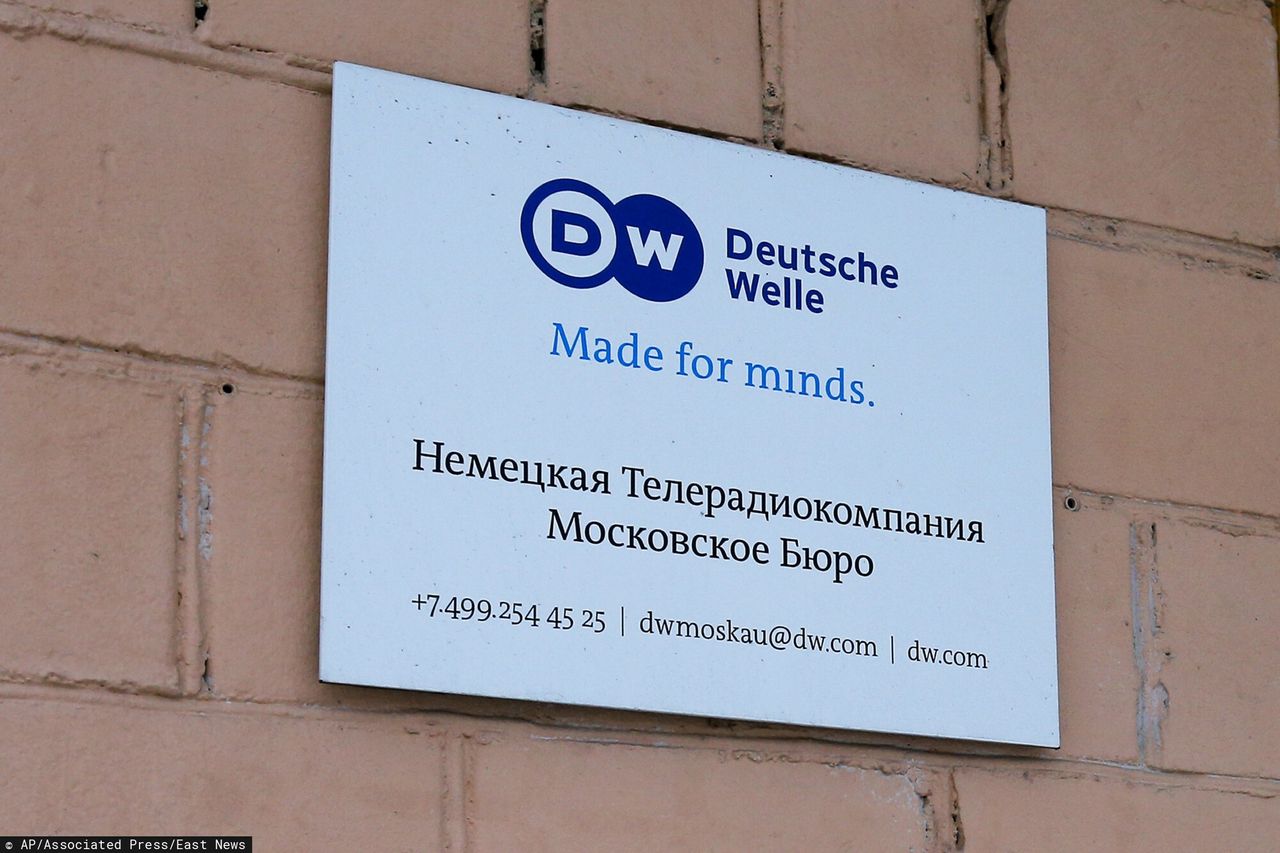 DW Deutsche
Welle
Made for minds.
Немецкая Телерадиокомпания
Московское Бюро
+7.499.254 45 25 | dwmoskau@dw.com | dw.com
© AP/Associated Press/East News